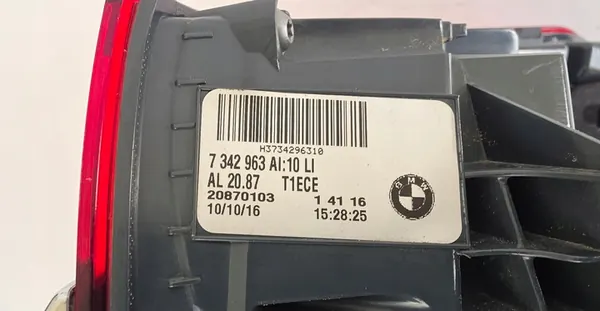 H3734296310
7 342 963 AI:10 LI
AL 20.87 T1ECE
20870103 1 41 16
10/10/16 15:28:25
BMW